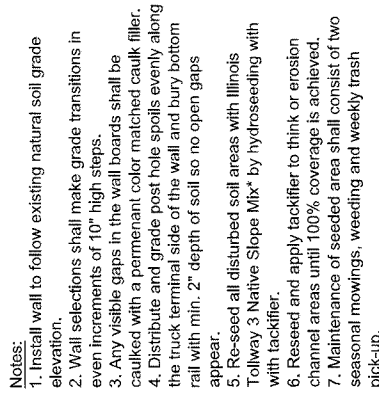 Notes:
1. Install wall to follow existing natural soil grade
elevation.
2. Wall selections shall make grade transitions in
even increments of 10" high steps.
3. Any visible gaps in the wall boards shall be
caulked with a permenant color matched caulk filler.
4. Distribute and grade post hole spoils evenly along
the truck terminal side of the wall and bury bottom
rail with min. 2" depth of soil so no open gaps
appear.
5. Re-seed all disturbed soil areas with Illinois
Tollway 3 Native Slope Mix* by hydroseeding with
with tackifier.
6. Reseed and apply tackifier to think or erosion
channel areas until 100% coverage is achieved.
7. Maintenance of seeded area shall consist of two
seasonal mowings, weeding and weekly trash
pick-up.